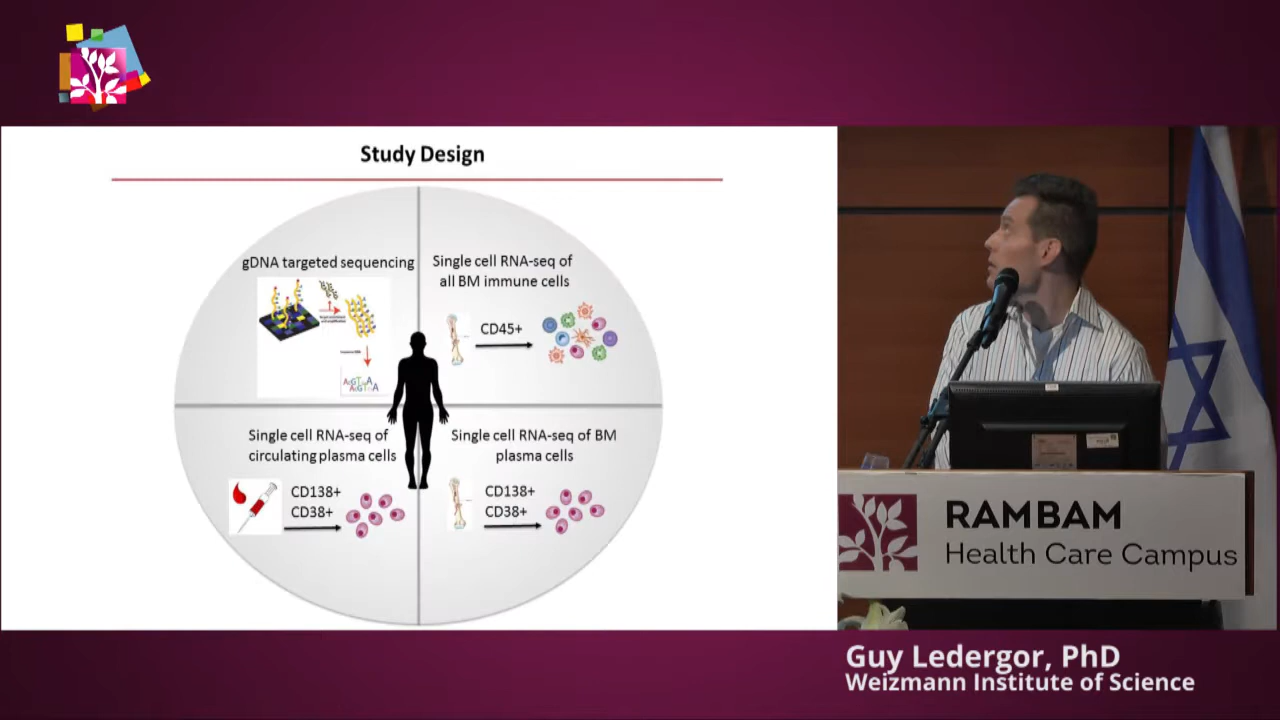 Study Design
gDNA targeted sequencing
Single cell RNA-seq of
all BM immune cells
CD45+
Single cell RNA-seq of
circulating plasma cells
CD138+
CD38+
Single cell RNA-seq of BM
plasma cells
CD138+
CD38+
RAMBAM
Health Care Campus
Guy Ledergor, PhD
Weizmann Institute of Science